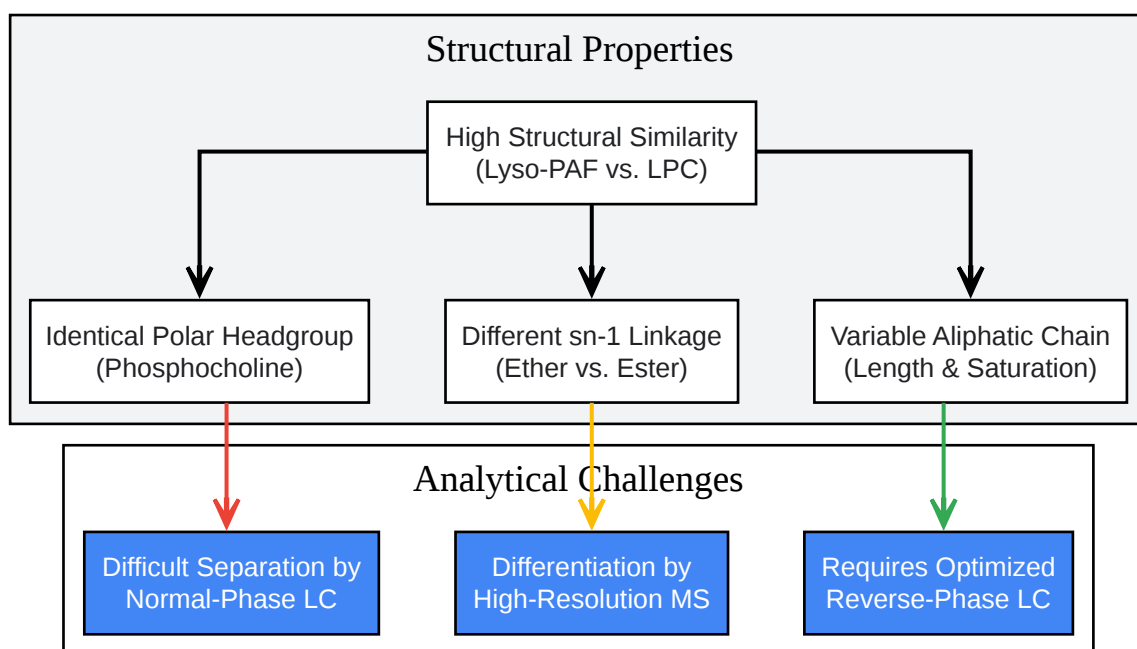 Structural Properties
High Structural Similarity
(Lyso-PAF vs. LPC)
Identical Polar Headgroup
(Phosphocholine)
Different sn-1 Linkage
(Ether vs. Ester)
Variable Aliphatic Chain
(Length & Saturation)
Analytical Challenges
Difficult Separation by
Normal-Phase LC
Differentiation by
High-Resolution MS
Requires Optimized
Reverse-Phase LC